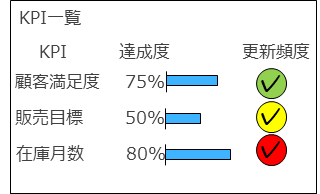 KPI一覧
KPI 達成度 更新頻度
顧客満足度 75%
販売目標 50%
在庫月数 80%